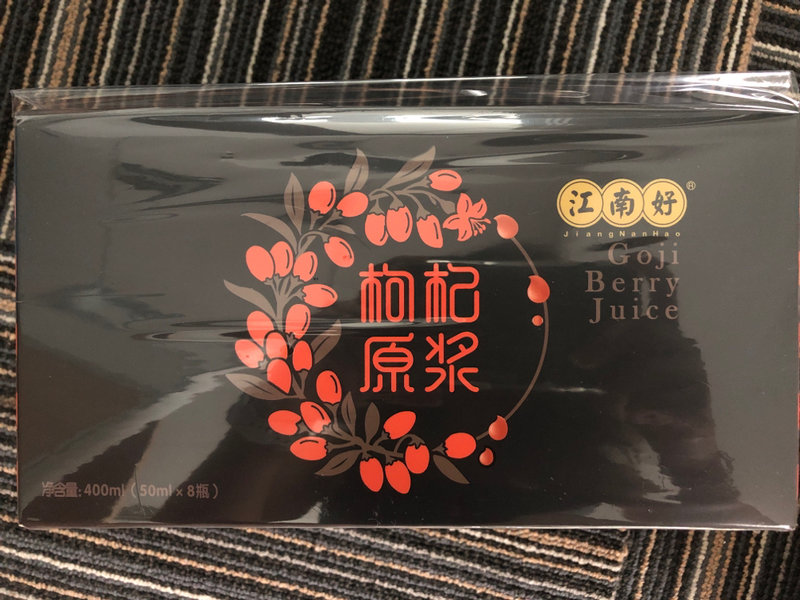 江南好®
JiangNanHao
Goji
Berry
Juice
枸杞
原浆
净含量: 400ml（50ml × 8瓶）